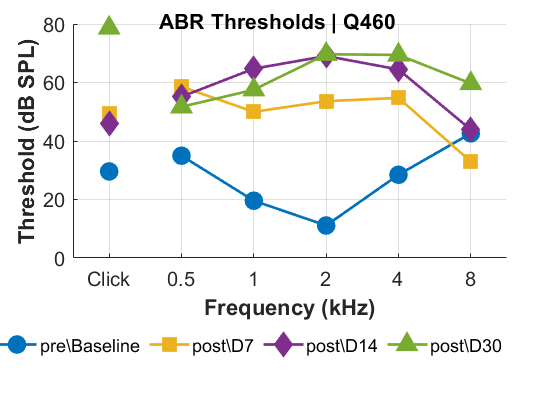 ABR Thresholds | Q460
Threshold (dB SPL)
80
60
40
20
0
Click 0.5 1 2 4 8
Frequency (kHz)
pre\Baseline post\D7 post\D14 post\D30